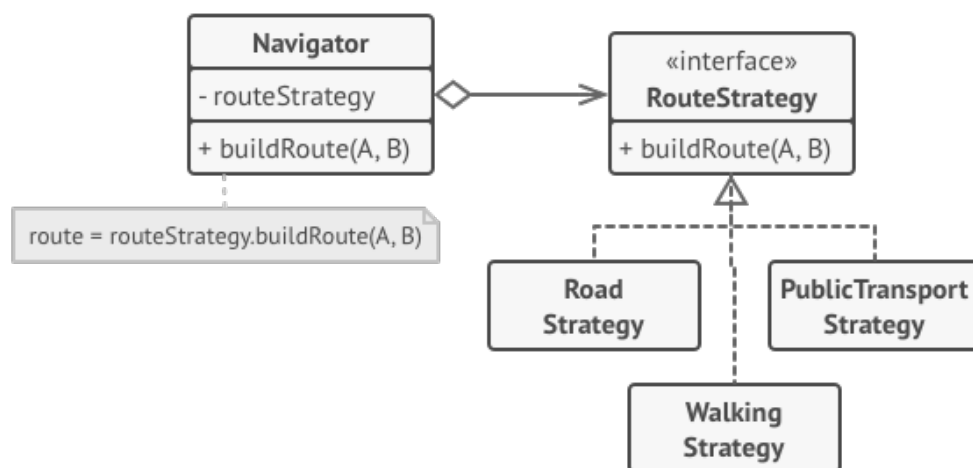 Navigator
- routeStrategy
+ buildRoute(A, B)
route = routeStrategy.buildRoute(A, B)
«interface»
RouteStrategy
+ buildRoute(A, B)
Road
Strategy
PublicTransport
Strategy
Walking
Strategy